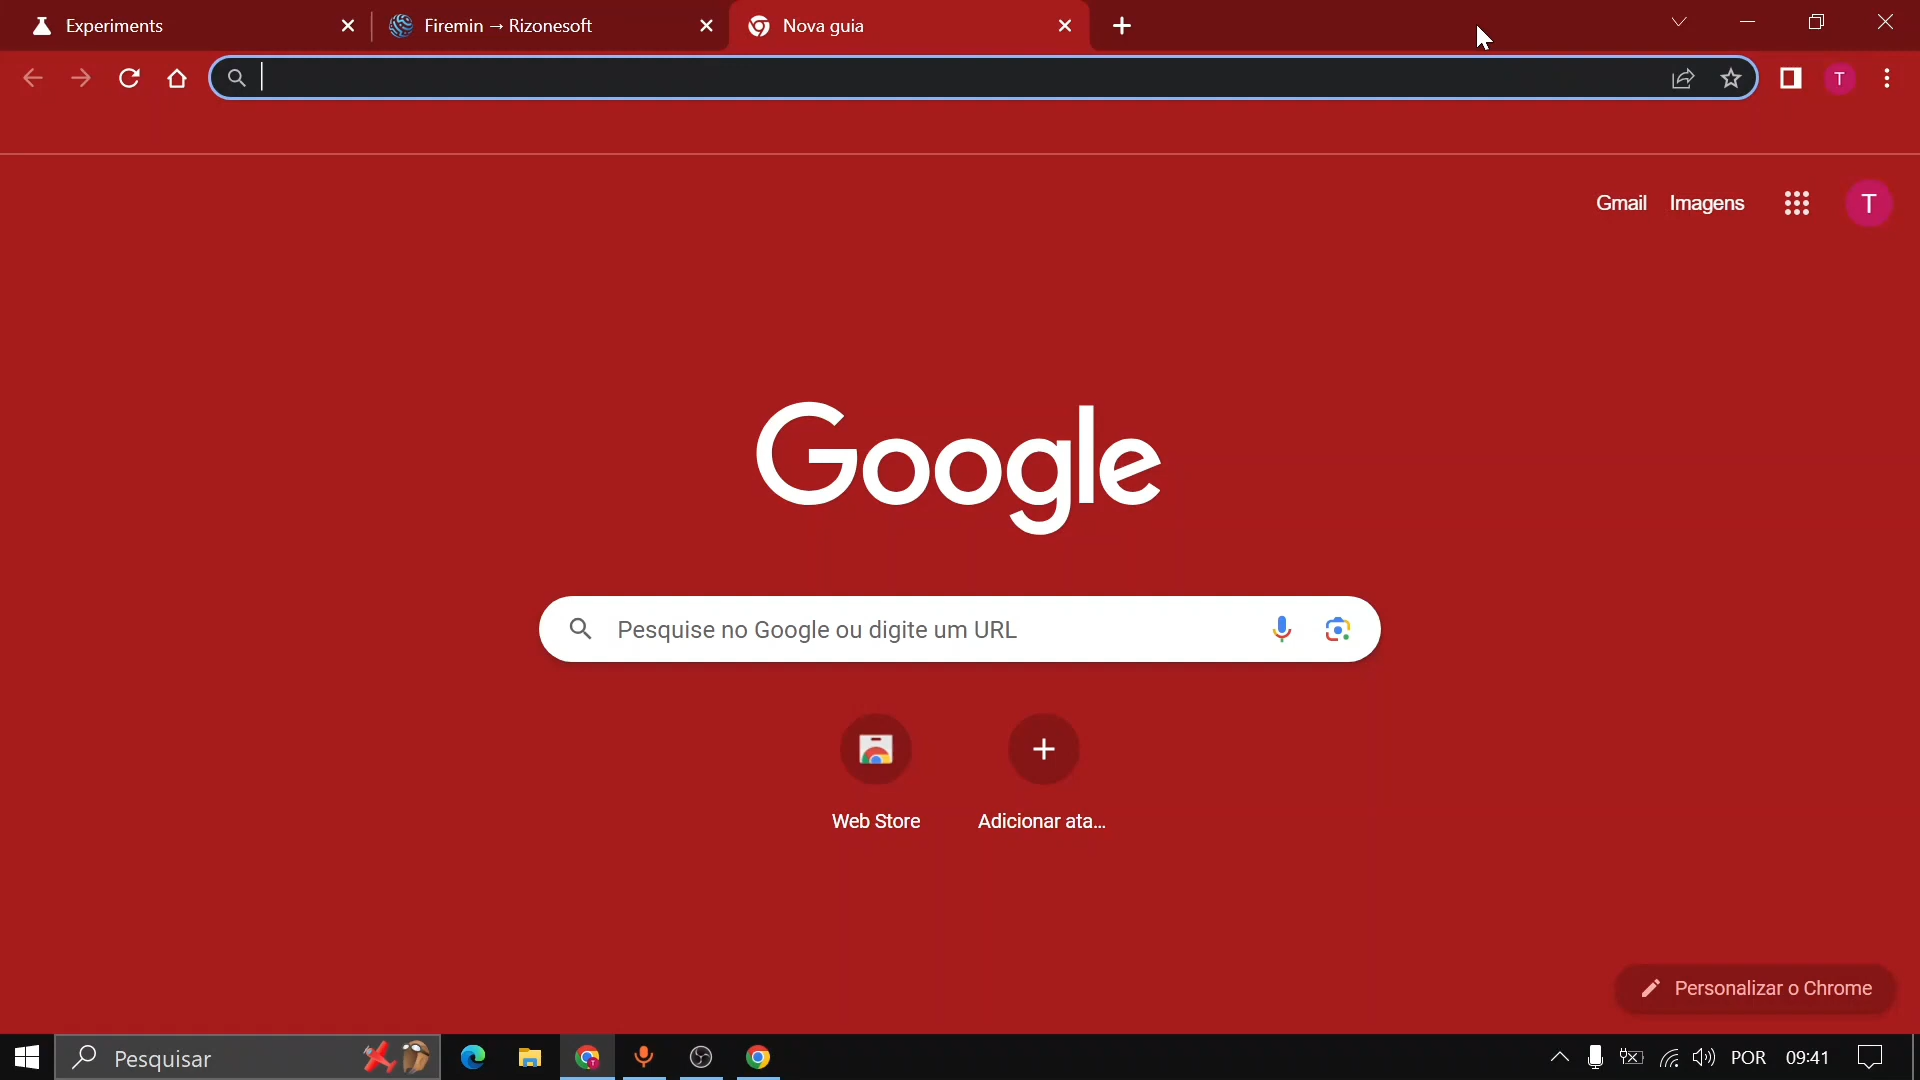 Experiments
Firemin → Rizonesoft
Nova guia
T
Gmail
Imagens
T
Google
Pesquise no Google ou digite um URL
Web Store
Adicionar ata...
Personalizar o Chrome
Pesquisar
POR
09:41